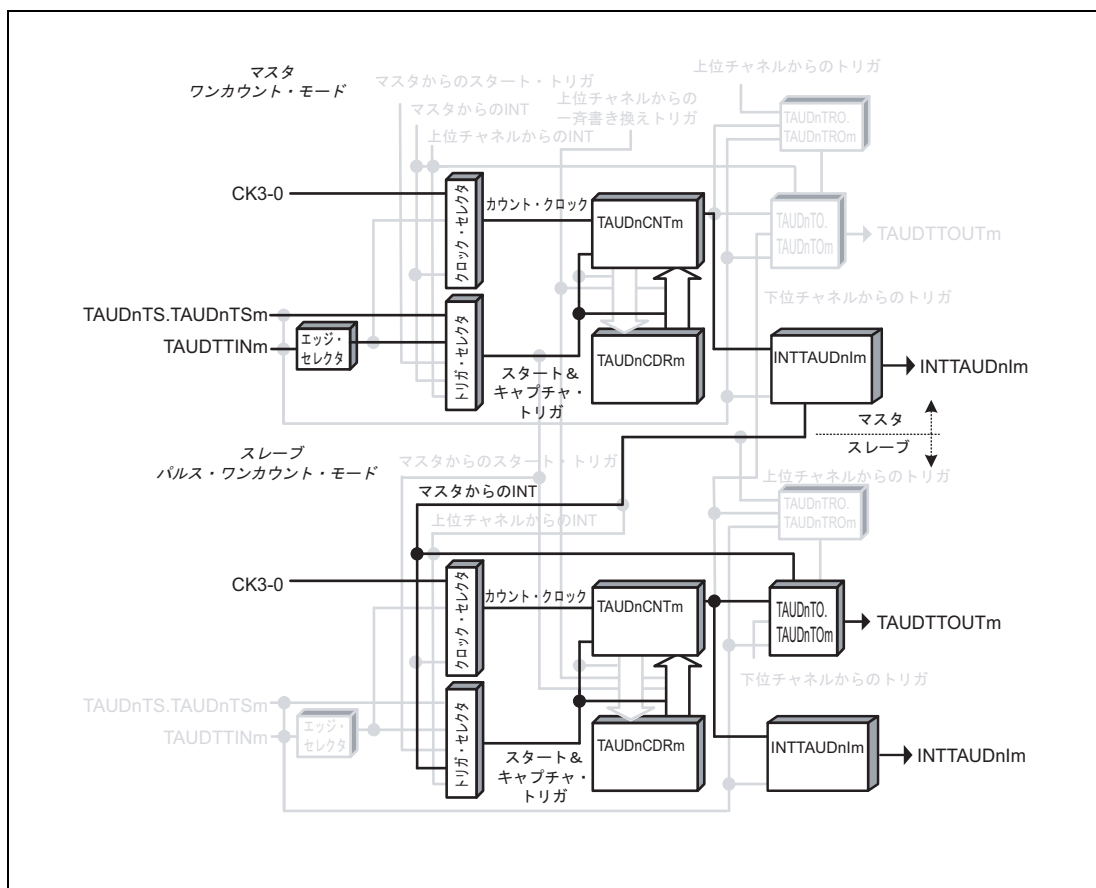 マスタ
ワンカウント・モード
マスタからのスタート・トリガ
マスタからのINT
上位チャネルからのINT
上位チャネルからの
一斉書き換えトリガ
上位チャネルからのトリガ
TAUDnTRO.
TAUDnTROm
CK3-0
クロック・セレクタ
カウント・クロック
TAUDnCNTm
TAUDnTO.
TAUDnTOm
TAUDTTOUTm
下位チャネルからのトリガ
TAUDnTS.TAUDnTSm
TAUDTTINm
エッジ・
セレクタ
トリガ・セレクタ
スタート&
キャプチャ・
トリガ
TAUDnCDRm
INTTAUDnIm
INTTAUDnIm
マスタ
スレーブ
スレーブ
パルス・ワンカウント・モード
マスタからのスタート・トリガ
マスタからのINT
上位チャネルからのINT
上位チャネルからのトリガ
TAUDnTRO.
TAUDnTROm
CK3-0
クロック・セレクタ
カウント・クロック
TAUDnCNTm
TAUDnTO.
TAUDnTOm
TAUDTTOUTm
下位チャネルからのトリガ
TAUDnTS.TAUDnTSm
TAUDTTINm
エッジ・
セレクタ
トリガ・セレクタ
スタート&
キャプチャ・
トリガ
TAUDnCDRm
INTTAUDnIm
INTTAUDnIm